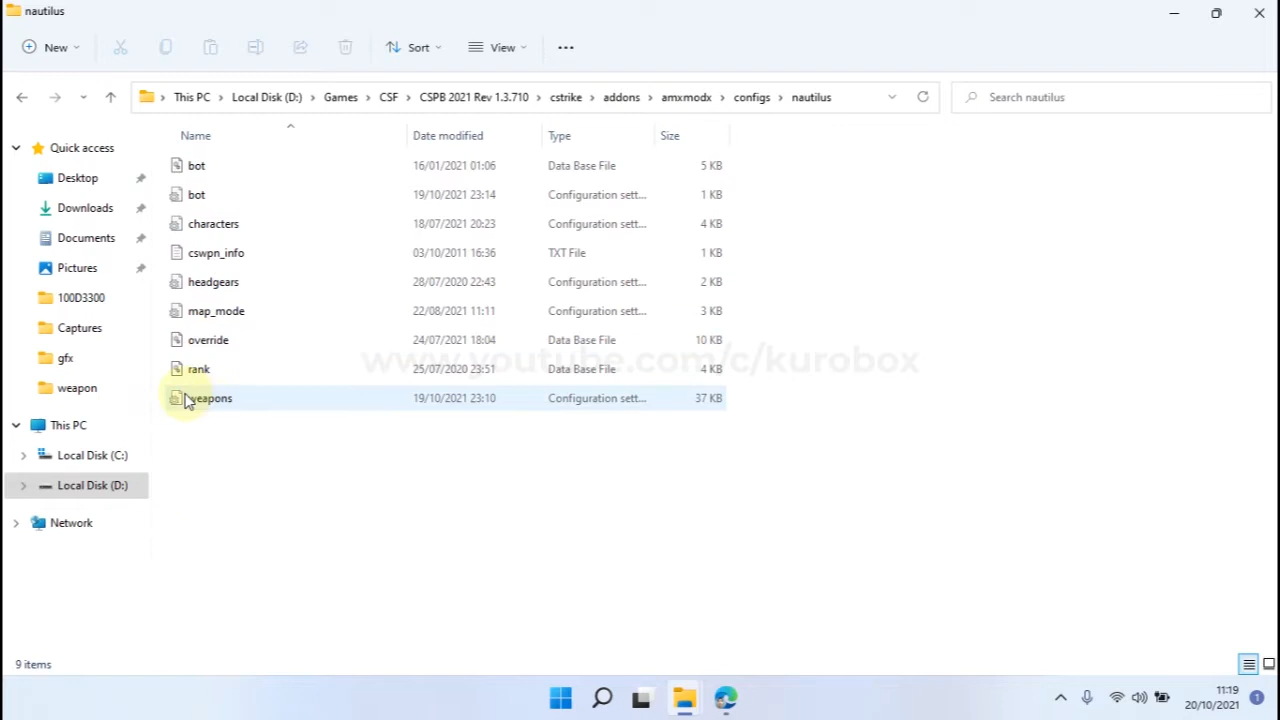 nautilus
New
Sort
View
This PC > Local Disk (D:) > Games > CSF > CSPB 2021 Rev 1.3.710 > cstrike > addons > amxmodx > configs > nautilus
Search nautilus
Name Date modified Type Size
Quick access
Desktop
Downloads
Documents
Pictures
100D3300
Captures
gfx
weapon
This PC
Local Disk (C:)
Local Disk (D:)
Network
bot 16/01/2021 01:06 Data Base File 5 KB
bot 19/10/2021 23:14 Configuration sett... 1 KB
characters 18/07/2021 20:23 Configuration sett... 4 KB
cswpn_info 03/10/2011 16:36 TXT File 1 KB
headgears 28/07/2020 22:43 Configuration sett... 2 KB
map_mode 22/08/2021 11:11 Configuration sett... 3 KB
override 24/07/2021 18:04 Data Base File 10 KB
www.youtube.com/c/kurobox
rank 25/07/2020 23:51 Data Base File 4 KB
weapons 19/10/2021 23:10 Configuration sett... 37 KB
9 items
11:19
20/10/2021
1